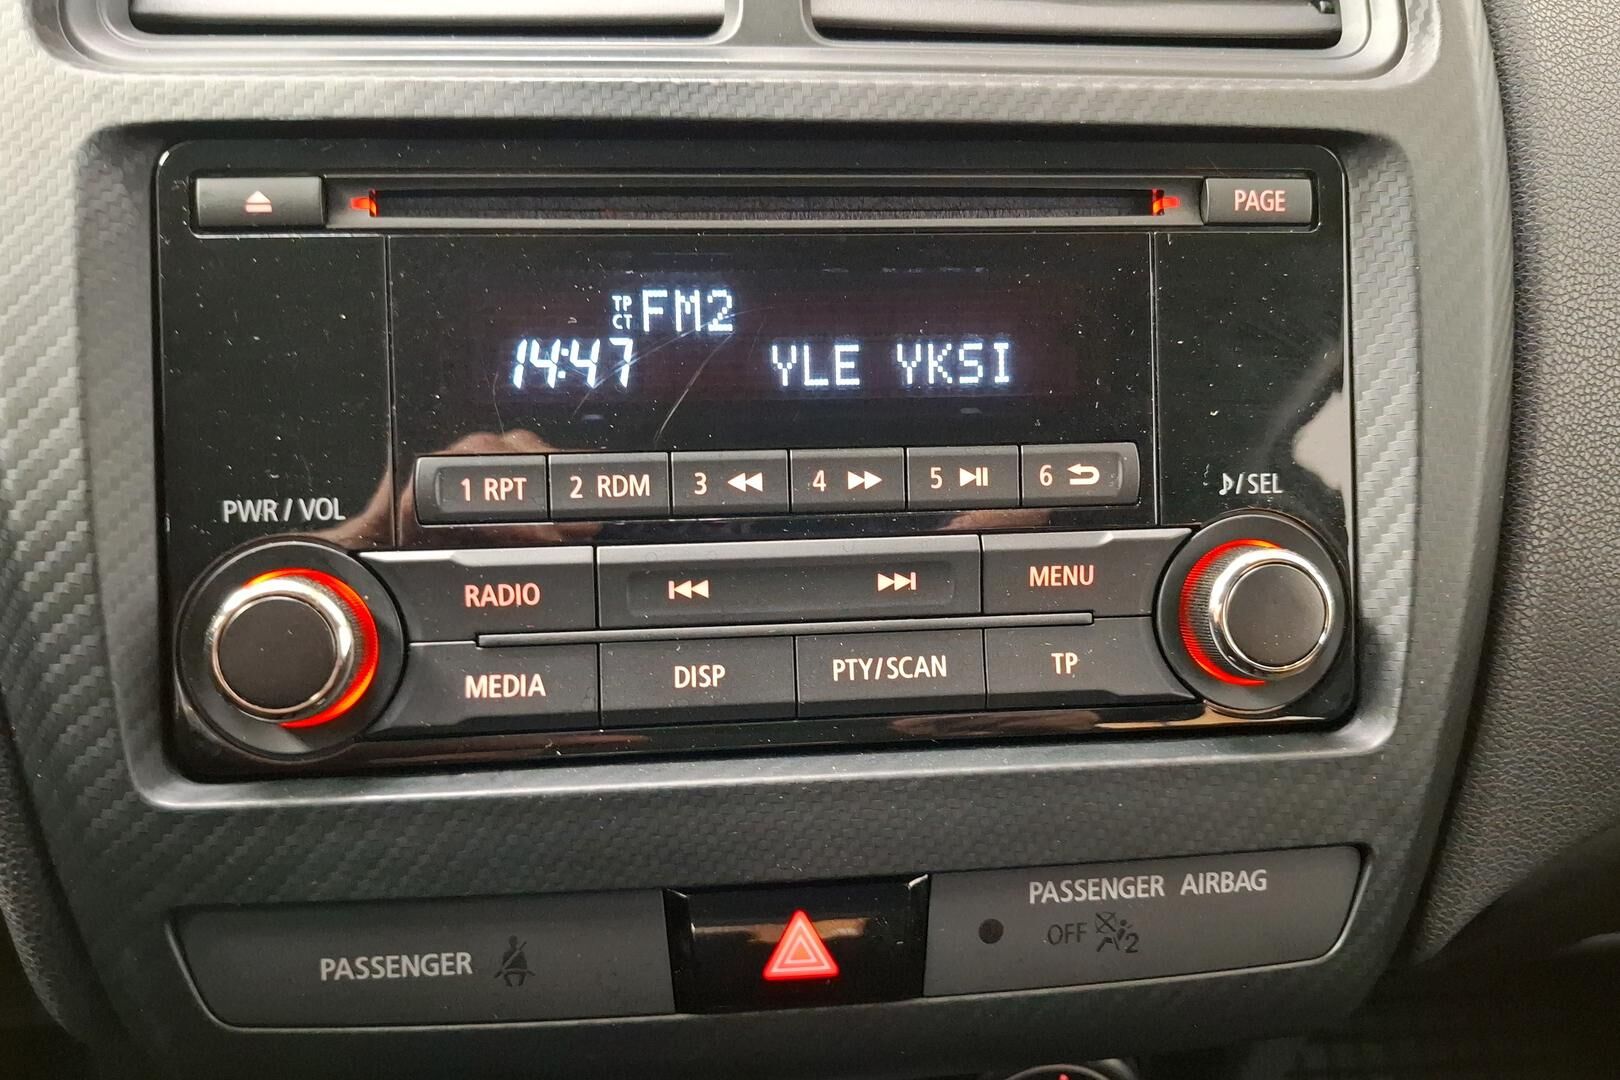 PAGE
TP
CT
FM2
14:47 YLE YKSI
1 RPT 2 RDM 3 4 5 6
PWR / VOL
♪/SEL
RADIO
MENU
MEDIA
DISP
PTY/SCAN
TP
PASSENGER
PASSENGER AIRBAG
OFF 2